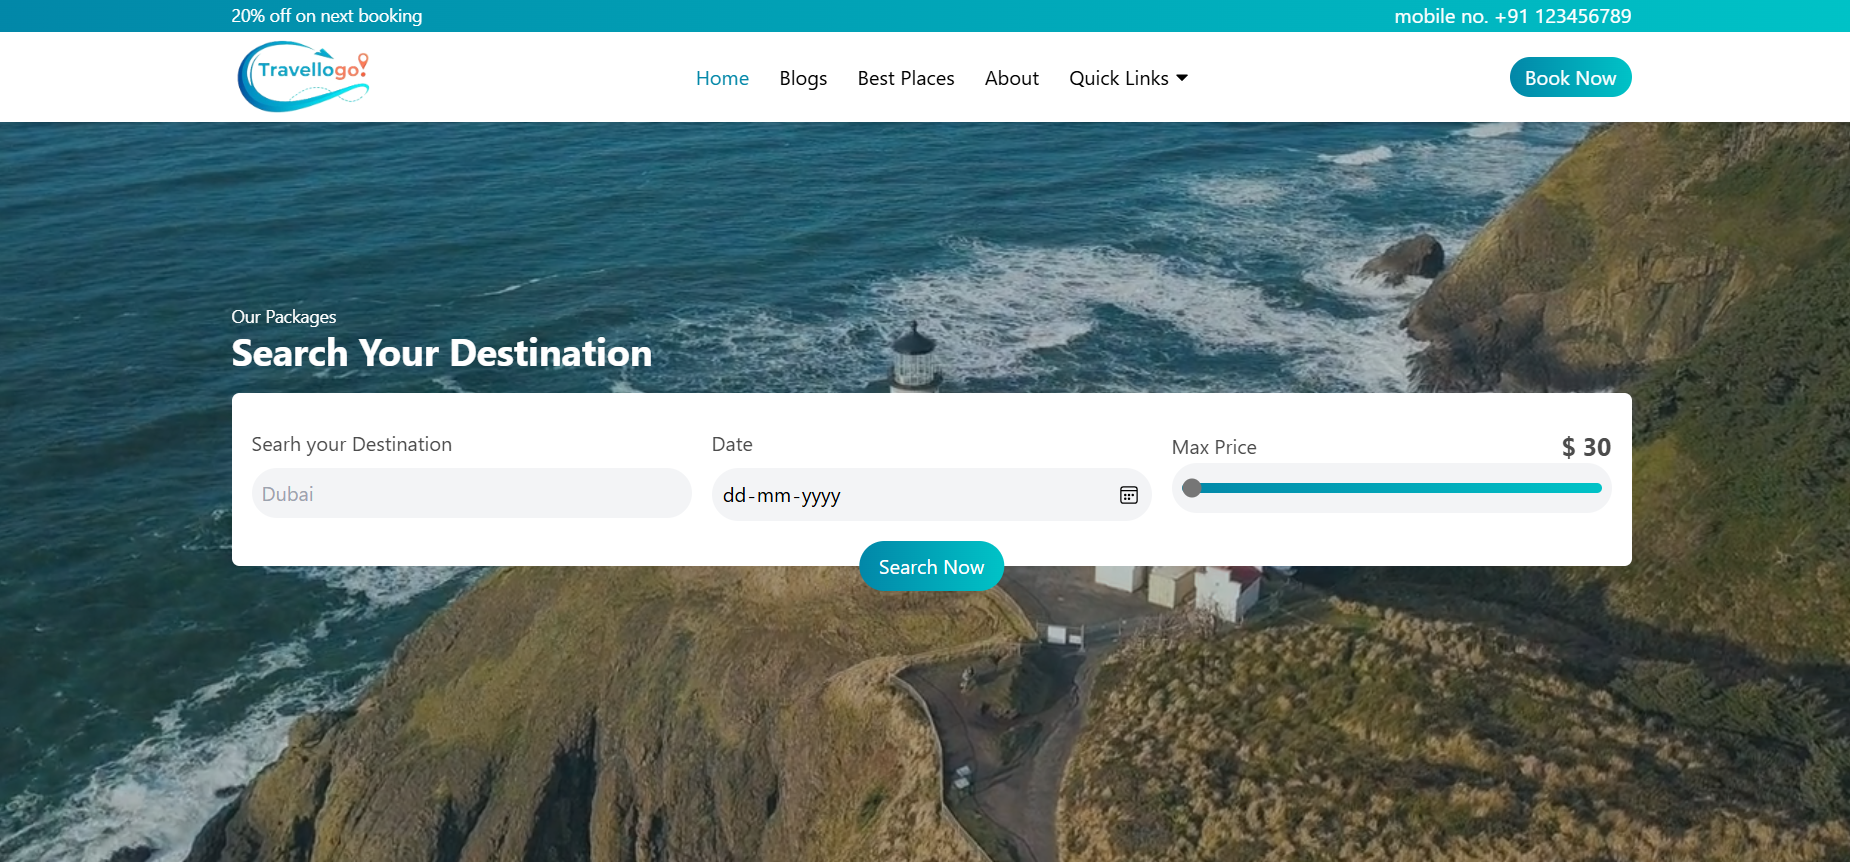 20% off on next booking
mobile no. +91 123456789
Travellogo!
Home
Blogs
Best Places
About
Quick Links
Book Now
Our Packages
Search Your Destination
Searh your Destination
Date
Max Price
$ 30
Dubai
dd-mm-yyyy
Search Now